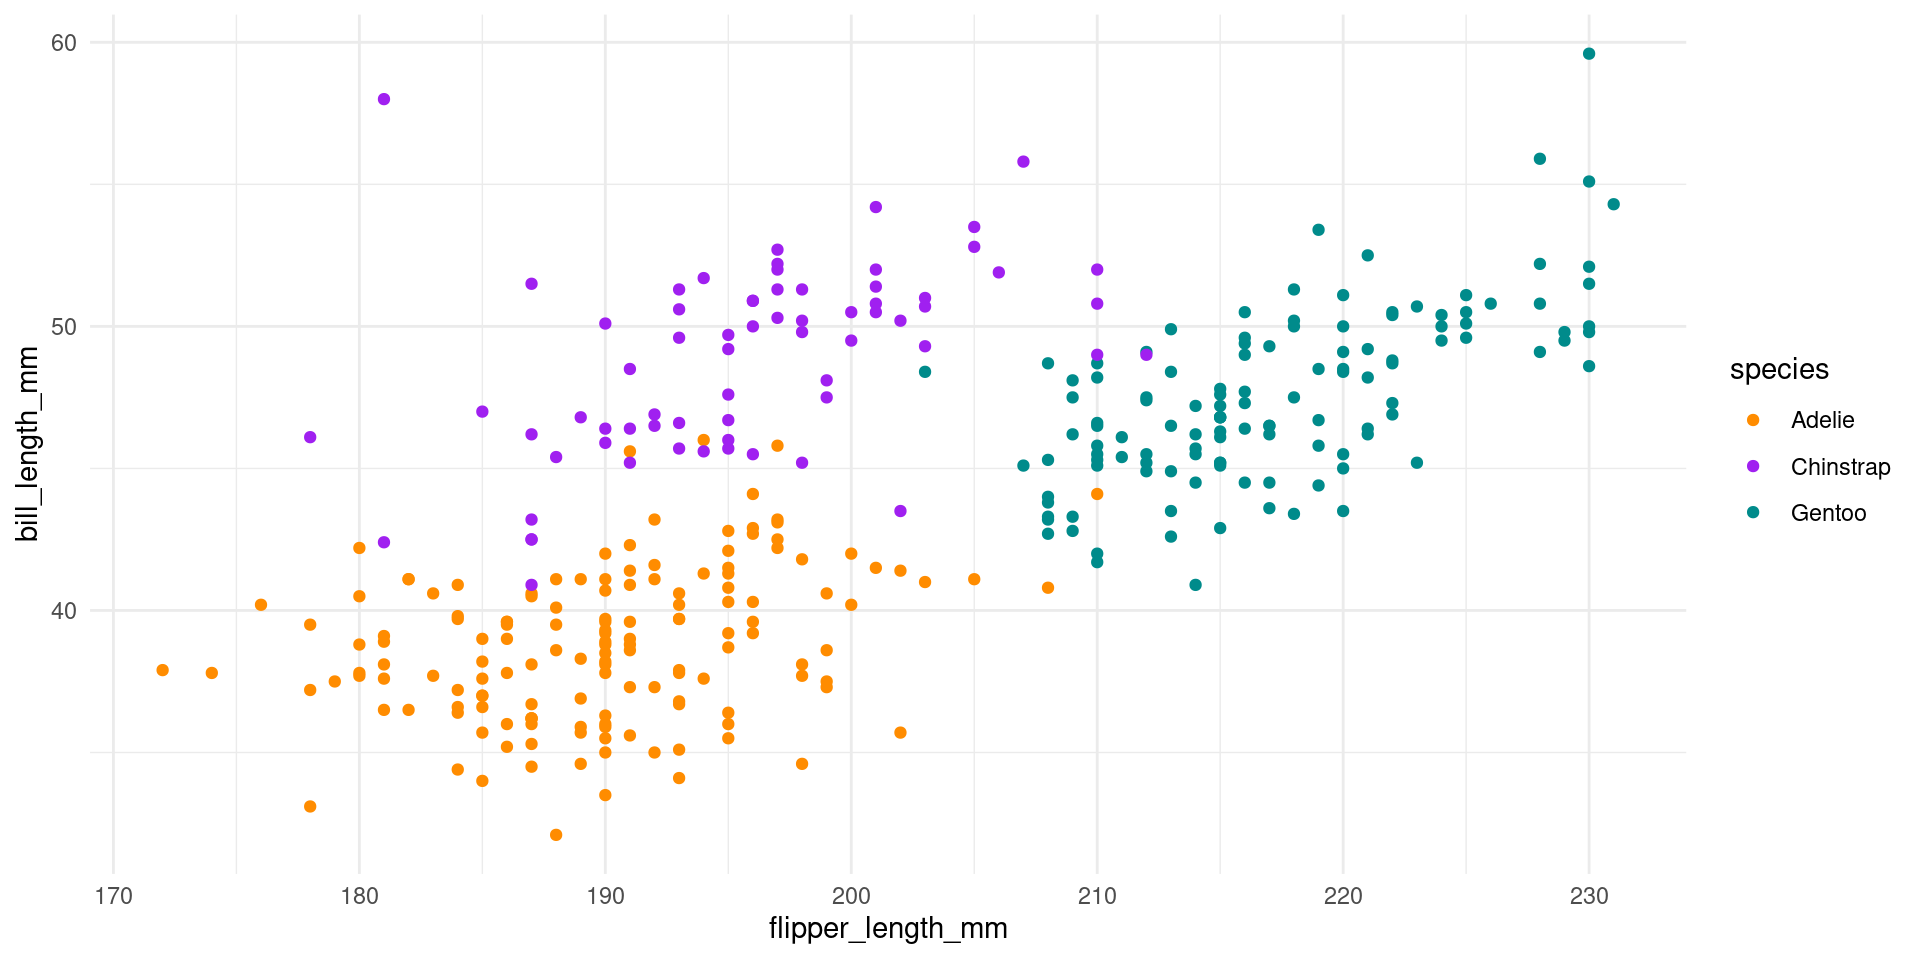 60
50
40
bill_length_mm
170 180 190 200 210 220 230
flipper_length_mm
species
Adelie
Chinstrap
Gentoo